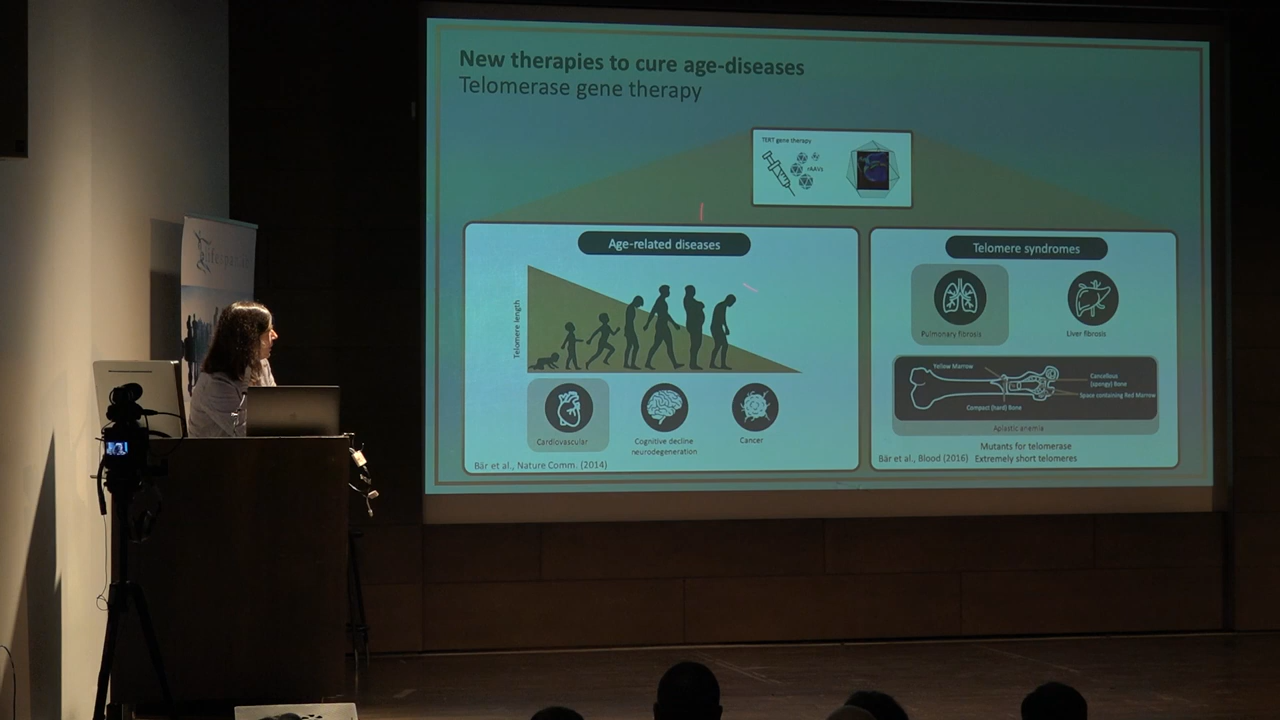 New therapies to cure age-diseases
Telomerase gene therapy
TERT gene therapy
rAAVs
Age-related diseases
Telomere length
Cardiovascular
Cognitive decline
neurodegeneration
Cancer
Bär et al., Nature Comm. (2014)
Telomere syndromes
Pulmonary fibrosis
Liver fibrosis
Yellow Marrow
Cancellous
(spongy) Bone
Space containing Red Marrow
Compact (hard) Bone
Aplastic anemia
Mutants for telomerase
Bär et al., Blood (2016) Extremely short telomeres